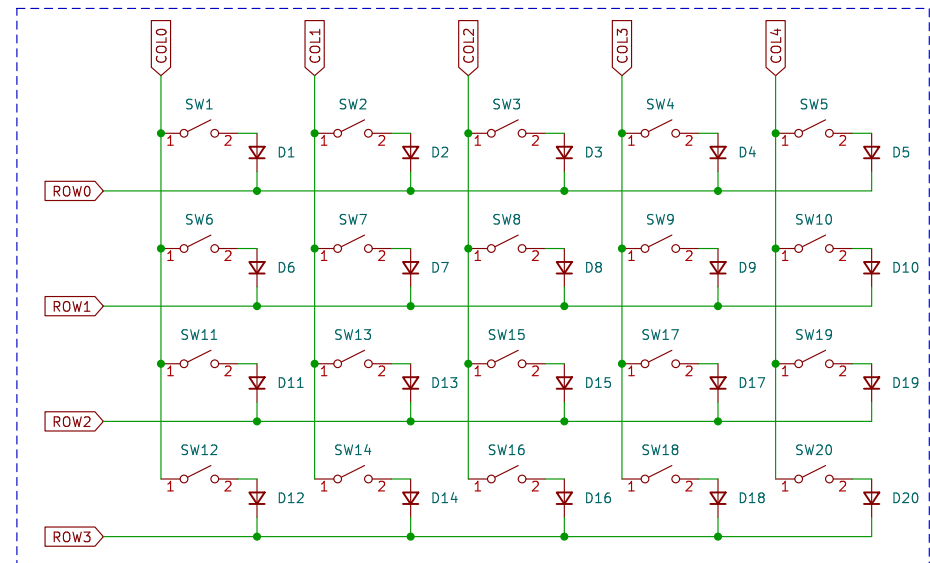 COL0 COL1 COL2 COL3 COL4
SW1 SW2 SW3 SW4 SW5
1 2 1 2 1 2 1 2 1 2
D1 D2 D3 D4 D5
ROW0
SW6 SW7 SW8 SW9 SW10
1 2 1 2 1 2 1 2 1 2
D6 D7 D8 D9 D10
ROW1
SW11 SW13 SW15 SW17 SW19
1 2 1 2 1 2 1 2 1 2
D11 D13 D15 D17 D19
ROW2
SW12 SW14 SW16 SW18 SW20
1 2 1 2 1 2 1 2 1 2
D12 D14 D16 D18 D20
ROW3